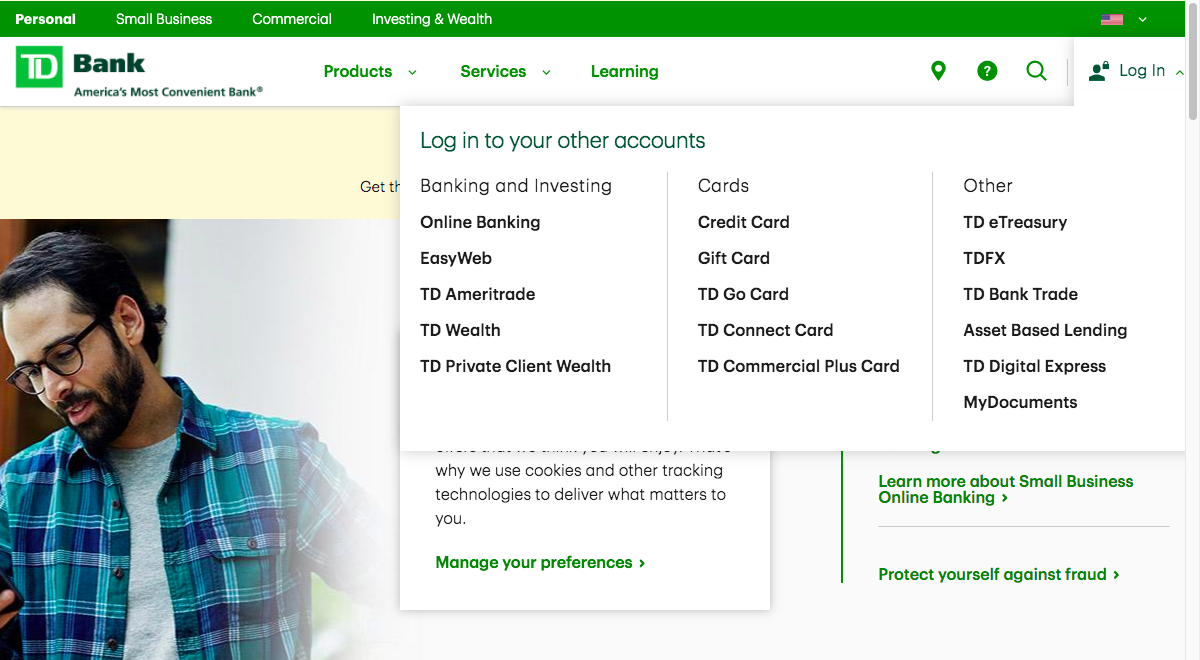 Personal
Small Business
Commercial
Investing & Wealth
TD Bank
America's Most Convenient Bank®
Products
Services
Learning
?
Log In
Log in to your other accounts
Get th
Banking and Investing
Online Banking
EasyWeb
TD Ameritrade
TD Wealth
TD Private Client Wealth
Cards
Credit Card
Gift Card
TD Go Card
TD Connect Card
TD Commercial Plus Card
Other
TD eTreasury
TDFX
TD Bank Trade
Asset Based Lending
TD Digital Express
MyDocuments
why we use cookies and other tracking
technologies to deliver what matters to
you.
Manage your preferences ›
Learn more about Small Business
Online Banking ›
Protect yourself against fraud ›